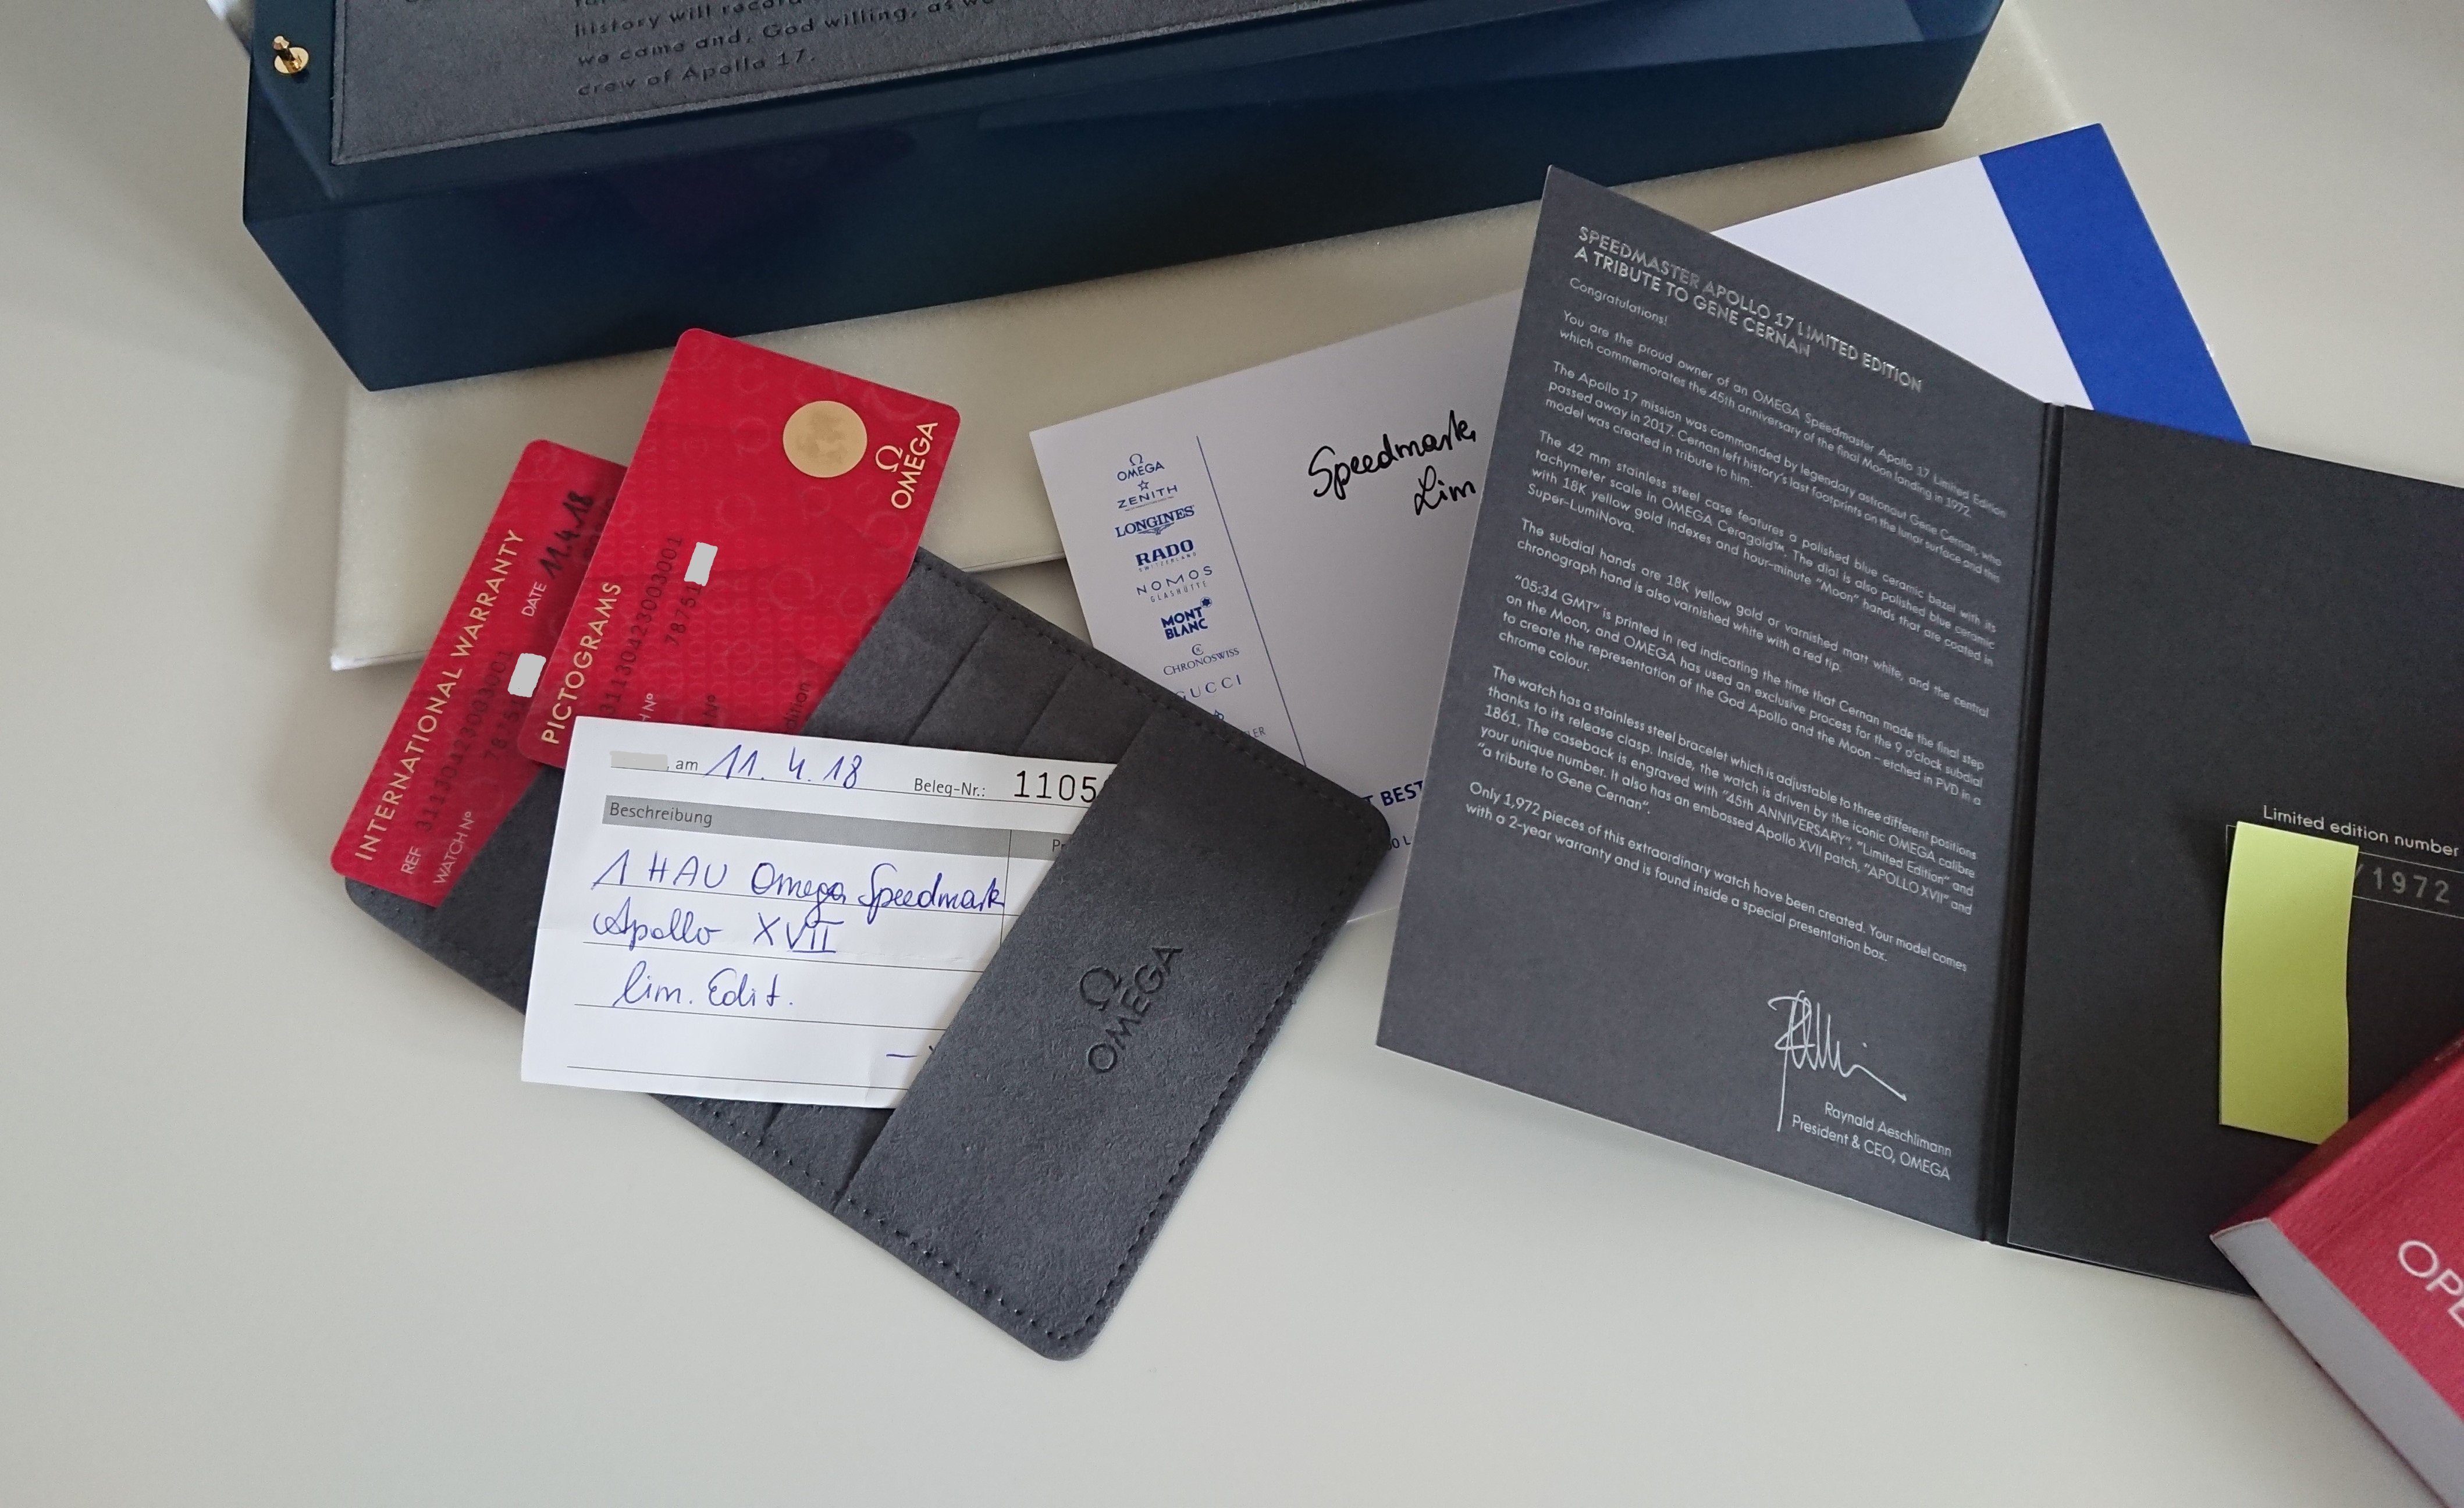 history will record
we came and, God willing, as we
crew of Apollo 17.
INTERNATIONAL WARRANTY
DATE 11.4.18
REF 31130423003001
WATCH Nº 7875
Ω
OMEGA
PICTOGRAMS
31130423003001
78751
Nº
dition
, am 11. 4. 18 Beleg-Nr.: 1105
Beschreibung
1 HAU Omega Speedmark
Apollo XVII
lim. Edit.
Ω
OMEGA
Ω
OMEGA
ZENITH
LONGINES
RADO
SWITZERLAND
NOMOS
GLASHÜTTE
MONT
BLANC
CHRONOSWISS
GUCCI
LER
Speedmark
Lim
T BEST
SPEEDMASTER APOLLO 17 LIMITED EDITION
A TRIBUTE TO GENE CERNAN
Congratulations!
You are the proud owner of an OMEGA Speedmaster Apollo 17 Limited Edition
which commemorates the 45th anniversary of the final Moon landing in 1972.
The Apollo 17 mission was commanded by legendary astronaut Gene Cernan, who
passed away in 2017. Cernan left history's last footprints on the lunar surface and this
model was created in tribute to him.
The 42 mm stainless steel case features a polished blue ceramic bezel with its
tachymeter scale in OMEGA Ceragold™. The dial is also polished blue ceramic
with 18K yellow gold indexes and hour-minute "Moon" hands that are coated in
Super-LumiNova.
The subdial hands are 18K yellow gold or varnished matt white, and the central
chronograph hand is also varnished white with a red tip.
"05:34 GMT" is printed in red indicating the time that Cernan made the final step
on the Moon, and OMEGA has used an exclusive process for the 9 o'clock subdial
to create the representation of the God Apollo and the Moon – etched in PVD in a
chrome colour.
The watch has a stainless steel bracelet which is adjustable to three different positions
thanks to its release clasp. Inside, the watch is driven by the iconic OMEGA calibre
1861. The caseback is engraved with "45th ANNIVERSARY", "Limited Edition" and
your unique number. It also has an embossed Apollo XVII patch, "APOLLO XVII" and
"a tribute to Gene Cernan".
Only 1,972 pieces of this extraordinary watch have been created. Your model comes
with a 2-year warranty and is found inside a special presentation box.
Raynald Aeschlimann
President & CEO, OMEGA
Limited edition number
/1972
OPE